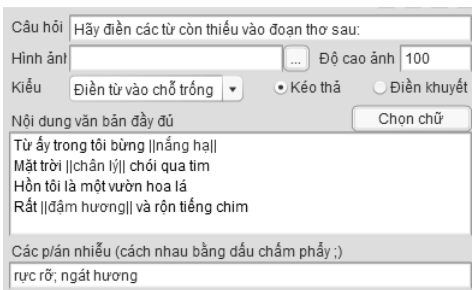 Câu hỏi Hãy điền các từ còn thiếu vào đoạn thơ sau:
Hình ảnh ... Độ cao ảnh 100
Kiểu Điền từ vào chỗ trống Kéo thả Điền khuyết
Nội dung văn bản đầy đủ Chọn chữ
Từ ấy trong tôi bừng ||nắng hạ||
Mặt trời ||chân lý|| chói qua tim
Hồn tôi là một vườn hoa lá
Rất ||đậm hương|| và rộn tiếng chim
Các p/án nhiễu (cách nhau bằng dấu chấm phẩy ;)
rực rỡ; ngát hương